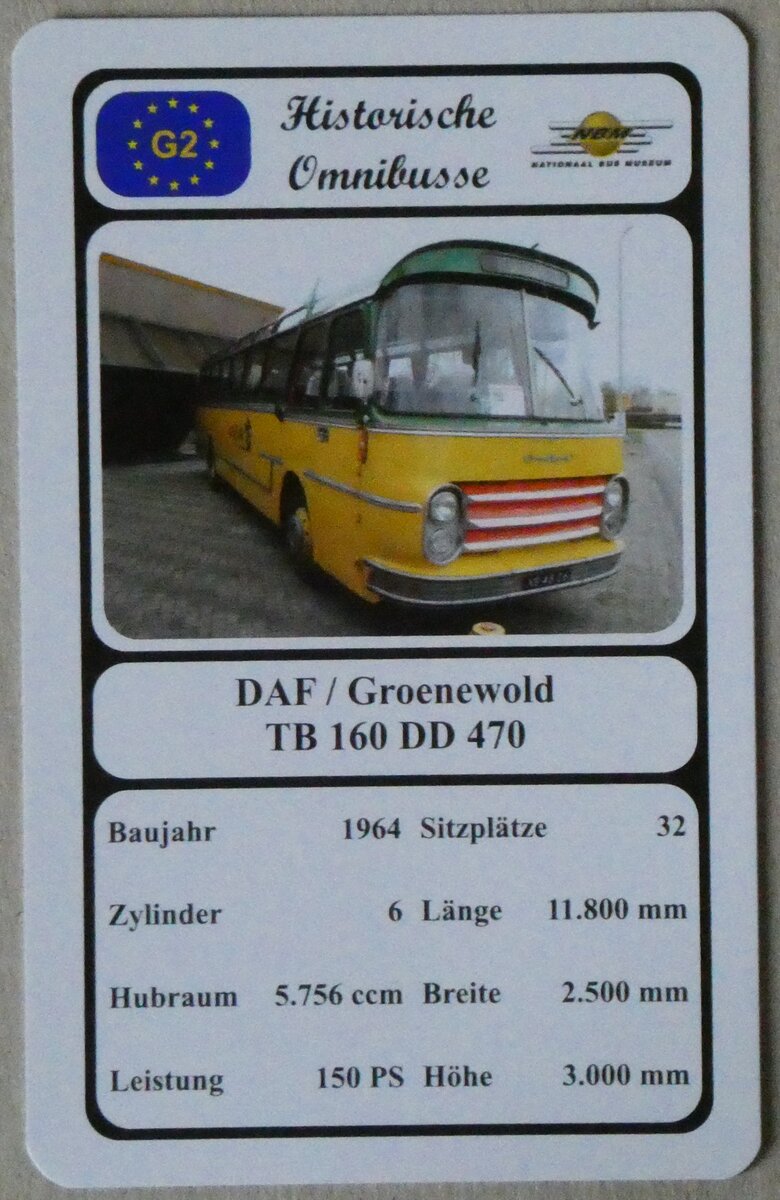 G2
Historische
Omnibusse
NBM
NATIONAAL BUS MUSEUM
DAF / Groenewold
TB 160 DD 470
Baujahr 1964 Sitzplätze 32
Zylinder 6 Länge 11.800 mm
Hubraum 5.756 ccm Breite 2.500 mm
Leistung 150 PS Höhe 3.000 mm